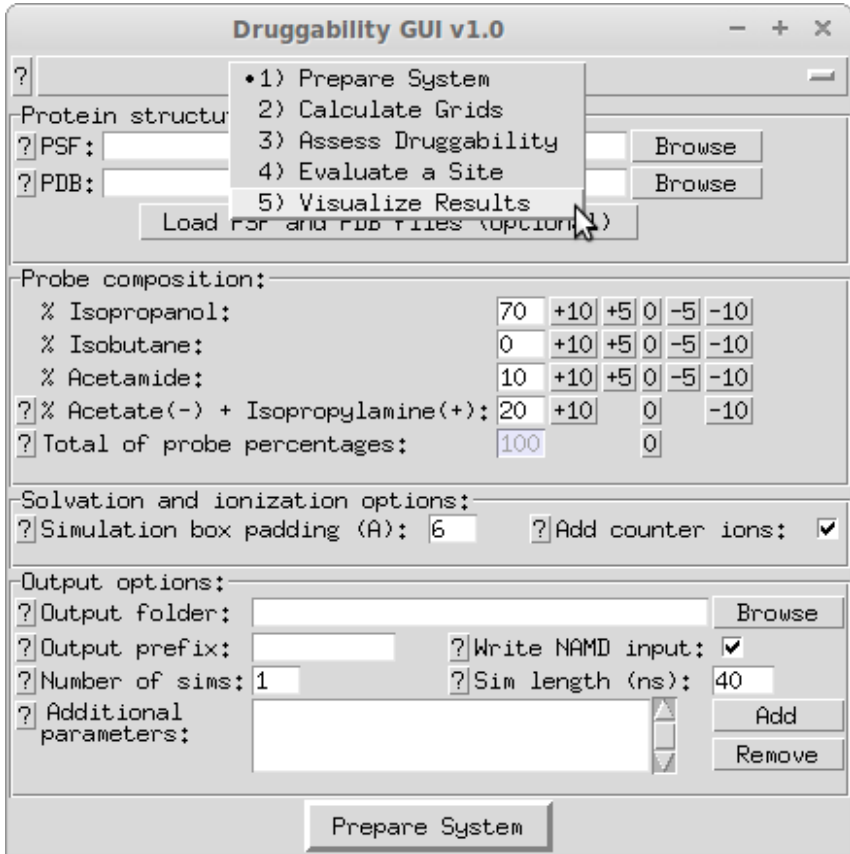 Druggability GUI v1.0
?
•1) Prepare System
2) Calculate Grids
3) Assess Druggability
4) Evaluate a Site
5) Visualize Results
Protein structu
? PSF: Browse
? PDB: Browse
Load PSF and PDB files (optional)
Probe composition:
% Isopropanol: 70 +10 +5 0 -5 -10
% Isobutane: 0 +10 +5 0 -5 -10
% Acetamide: 10 +10 +5 0 -5 -10
? % Acetate(-) + Isopropylamine(+): 20 +10 0 -10
? Total of probe percentages: 100 0
Solvation and ionization options:
? Simulation box padding (A): 6 ? Add counter ions:
Output options:
? Output folder: Browse
? Output prefix: ? Write NAMD input:
? Number of sims: 1 ? Sim length (ns): 40
? Additional Add
parameters: Remove
Prepare System